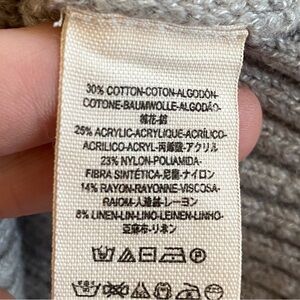 30% COTTON-COTON-ALGODÓN-
COTONE-BAUMWOLLE-ALGODÃO-
棉花-綿
25% ACRYLIC-ACRYLIQUE-ACRÍLICO-
ACRILICO-ACRYL-丙烯酸-アクリル
23% NYLON-POLIAMIDA-
FIBRA SINTÉTICA-尼龍-ナイロン
14% RAYON-RAYONNE-VISCOSA-
RAIOM-人造絲-レーヨン
8% LINEN-LIN-LINO-LEINEN-LINHO-
亞麻布-リネン